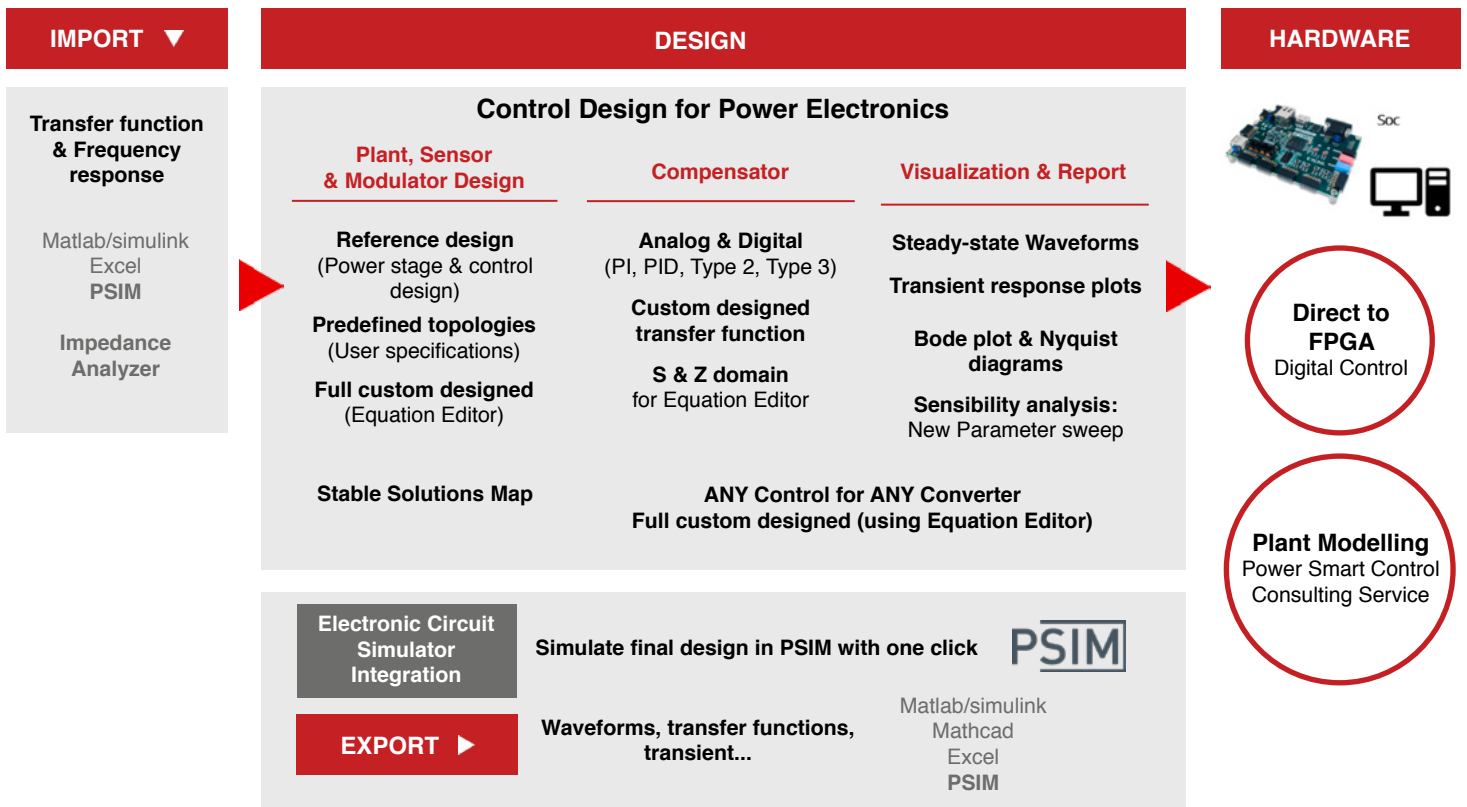 IMPORT
Transfer function
& Frequency
response
Matlab/simulink
Excel
PSIM
Impedance
Analyzer
DESIGN
Control Design for Power Electronics
Plant, Sensor
& Modulator Design
Reference design
(Power stage & control
design)
Predefined topologies
(User specifications)
Full custom designed
(Equation Editor)
Compensator
Analog & Digital
(PI, PID, Type 2, Type 3)
Custom designed
transfer function
S & Z domain
for Equation Editor
Visualization & Report
Steady-state Waveforms
Transient response plots
Bode plot & Nyquist
diagrams
Sensibility analysis:
New Parameter sweep
Stable Solutions Map
ANY Control for ANY Converter
Full custom designed (using Equation Editor)
Electronic Circuit
Simulator
Integration
Simulate final design in PSIM with one click
PSIM
EXPORT
Waveforms, transfer functions,
transient...
Matlab/simulink
Mathcad
Excel
PSIM
HARDWARE
Soc
Direct to
FPGA
Digital Control
Plant Modelling
Power Smart Control
Consulting Service